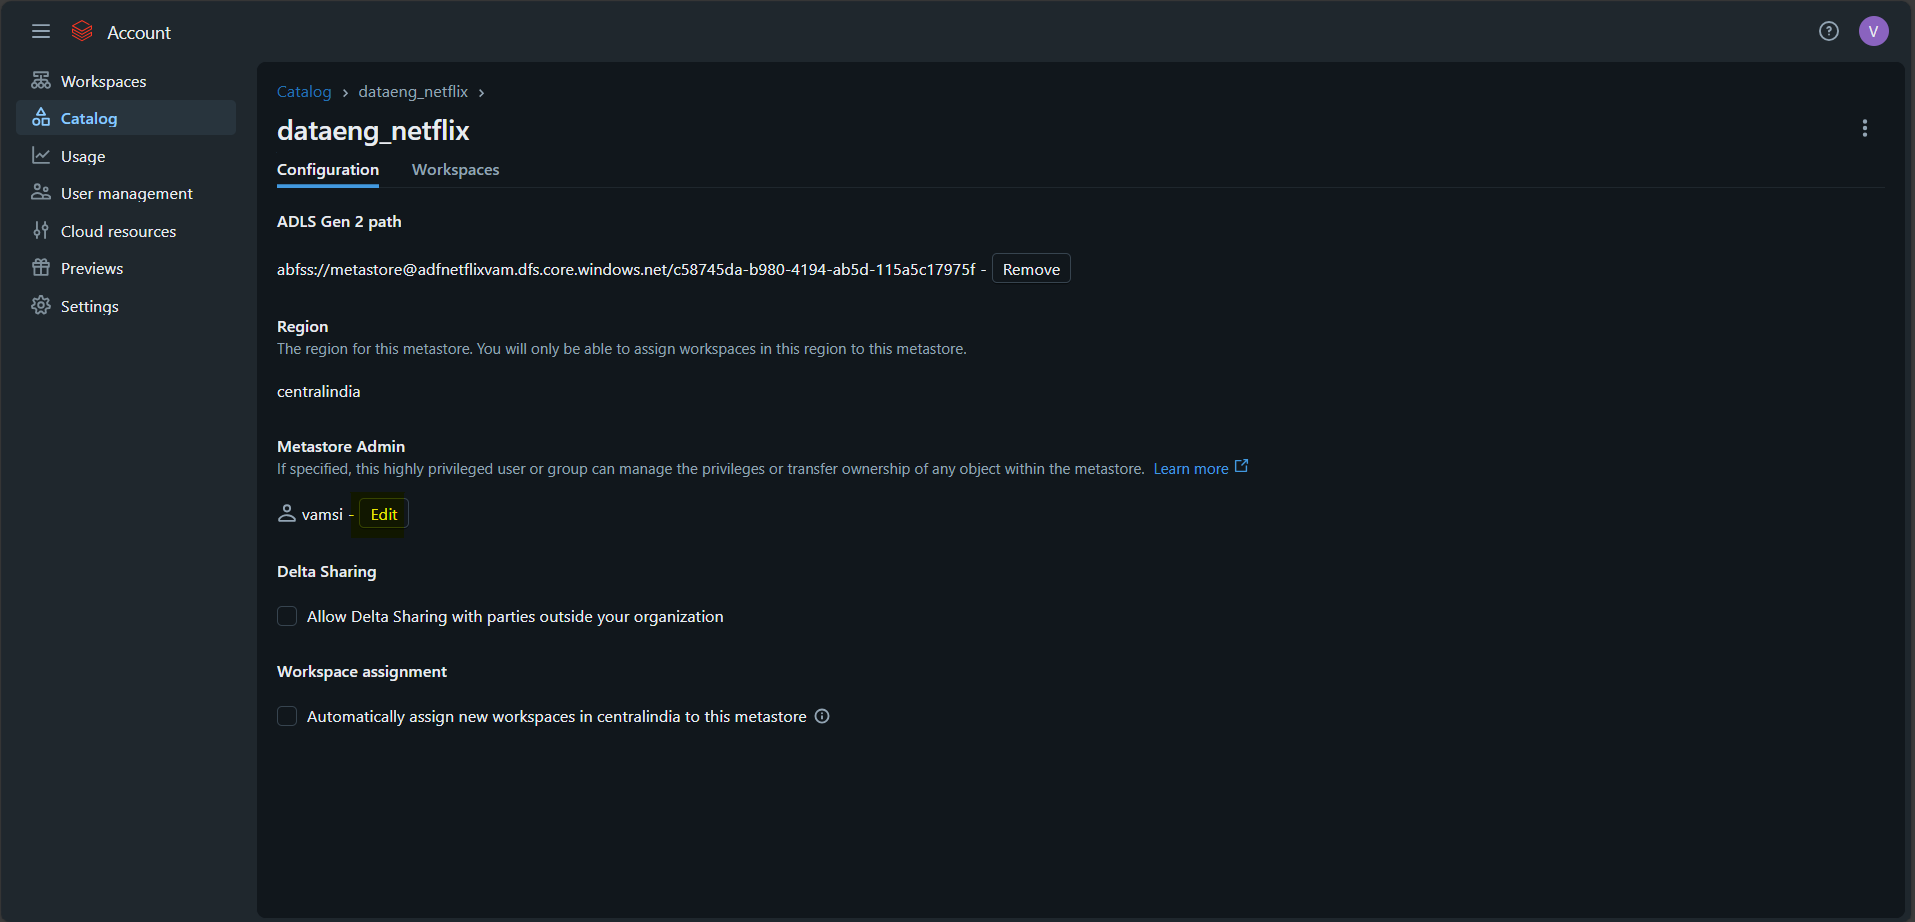 Account
?
V
Workspaces
Catalog
Usage
User management
Cloud resources
Previews
Settings
Catalog › dataeng_netflix ›
dataeng_netflix
Configuration Workspaces
ADLS Gen 2 path
abfss://metastore@adfnetflixvam.dfs.core.windows.net/c58745da-b980-4194-ab5d-115a5c17975f - Remove
Region
The region for this metastore. You will only be able to assign workspaces in this region to this metastore.
centralindia
Metastore Admin
If specified, this highly privileged user or group can manage the privileges or transfer ownership of any object within the metastore. Learn more
vamsi - Edit
Delta Sharing
Allow Delta Sharing with parties outside your organization
Workspace assignment
Automatically assign new workspaces in centralindia to this metastore